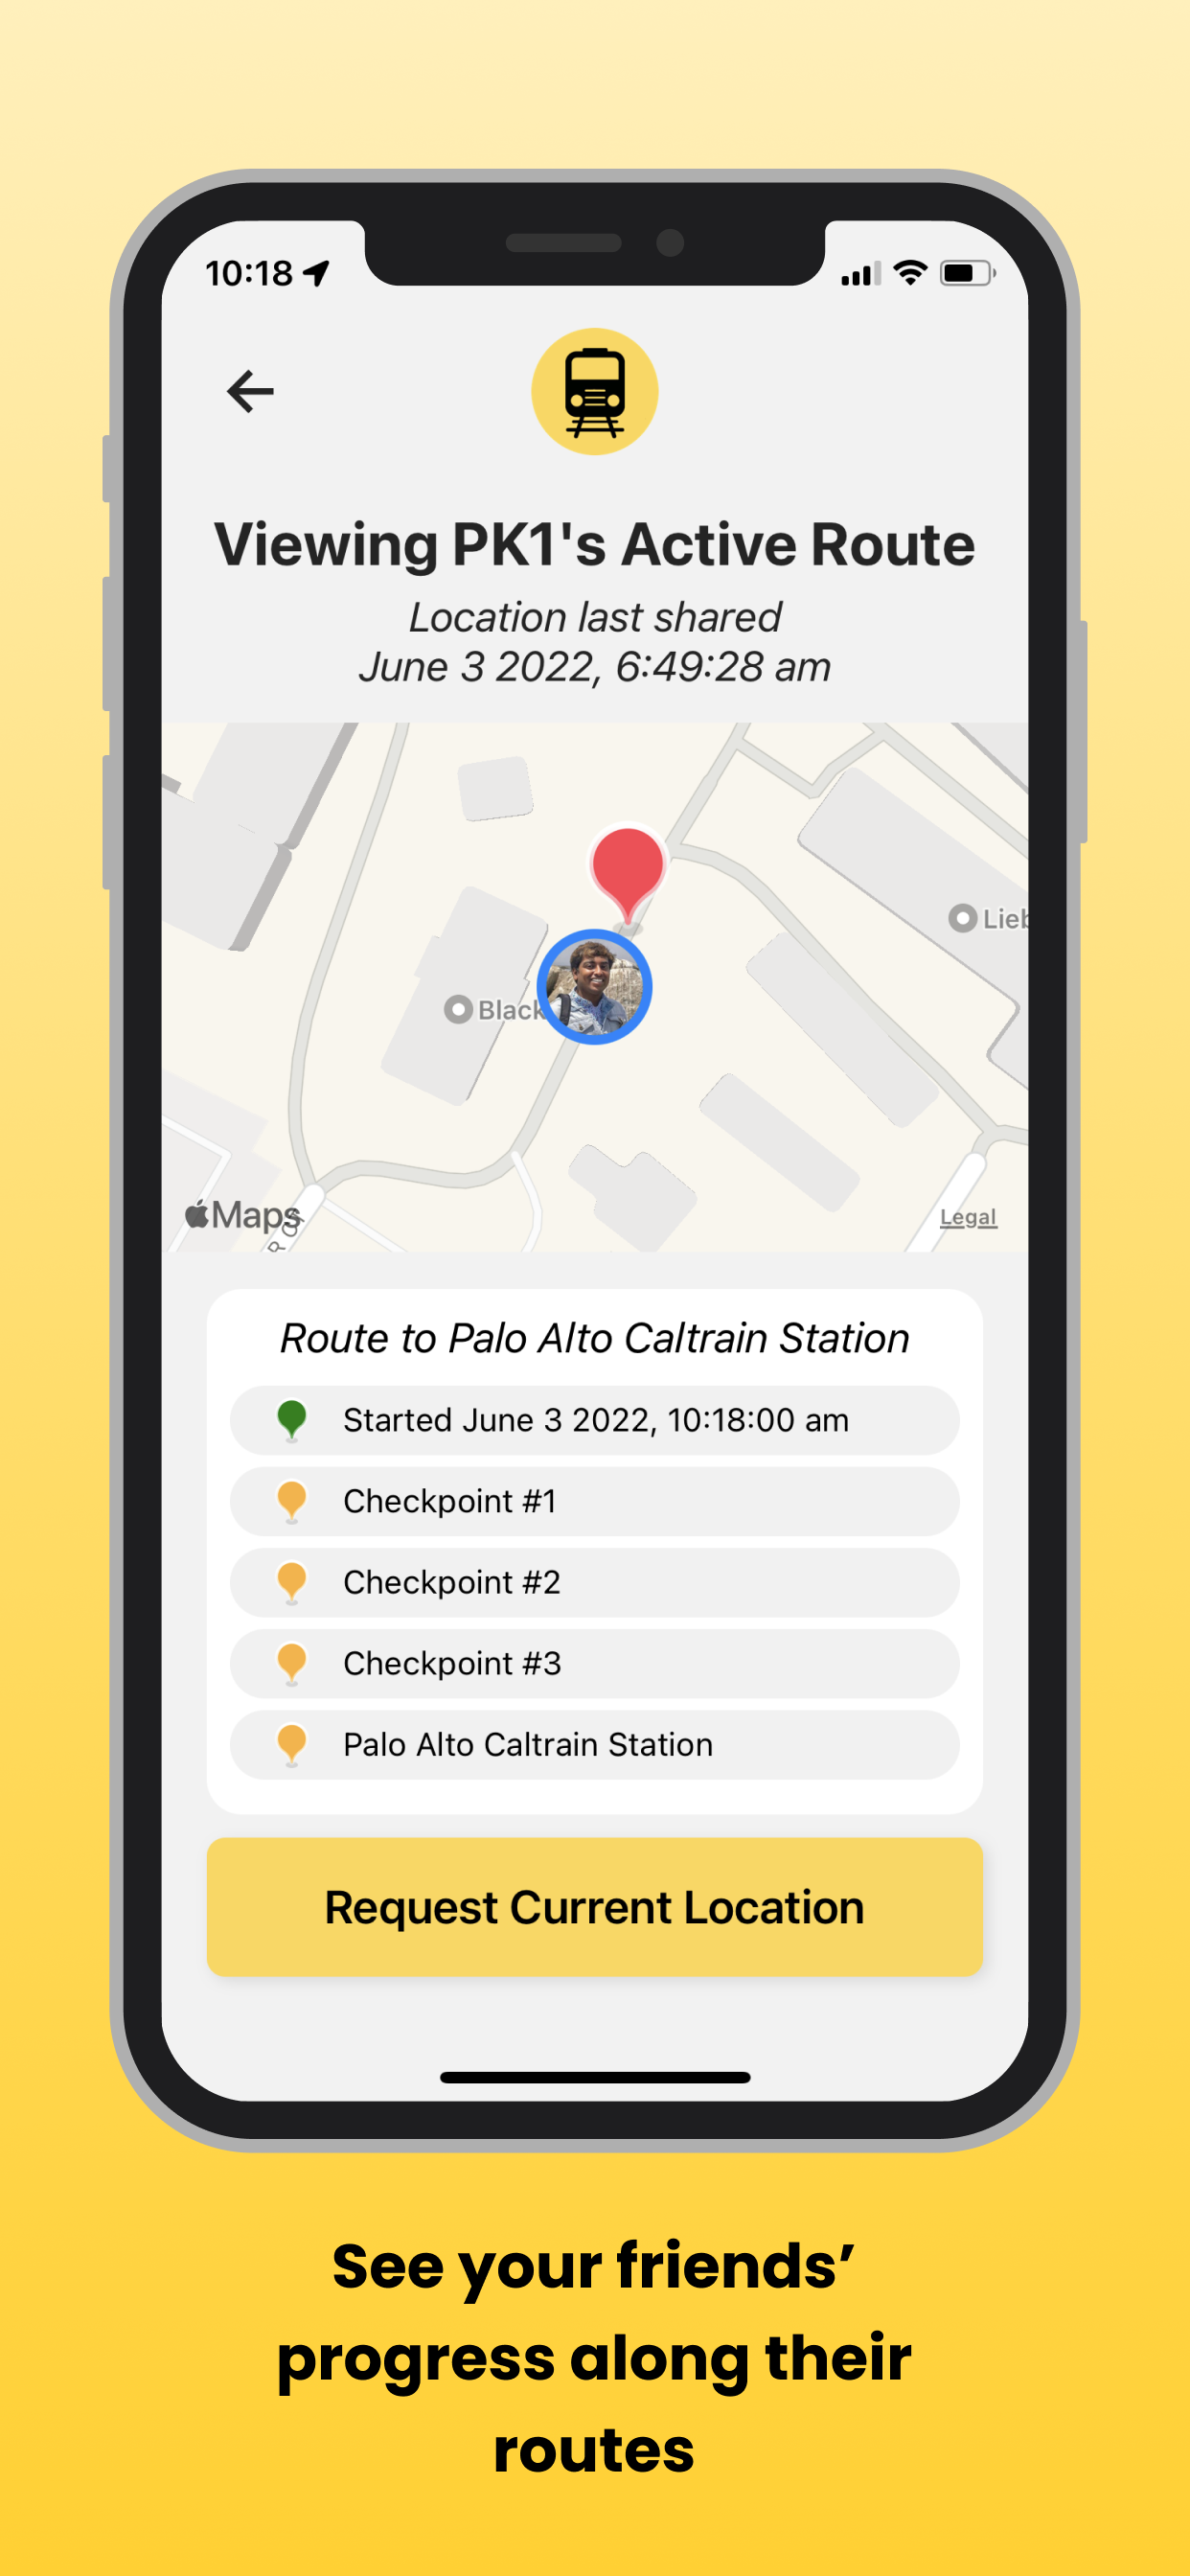 10:18
Viewing PK1's Active Route
Location last shared
June 3 2022, 6:49:28 am
Lieb
Black
Maps
Legal
Route to Palo Alto Caltrain Station
Started June 3 2022, 10:18:00 am
Checkpoint #1
Checkpoint #2
Checkpoint #3
Palo Alto Caltrain Station
Request Current Location
See your friends’
progress along their
routes